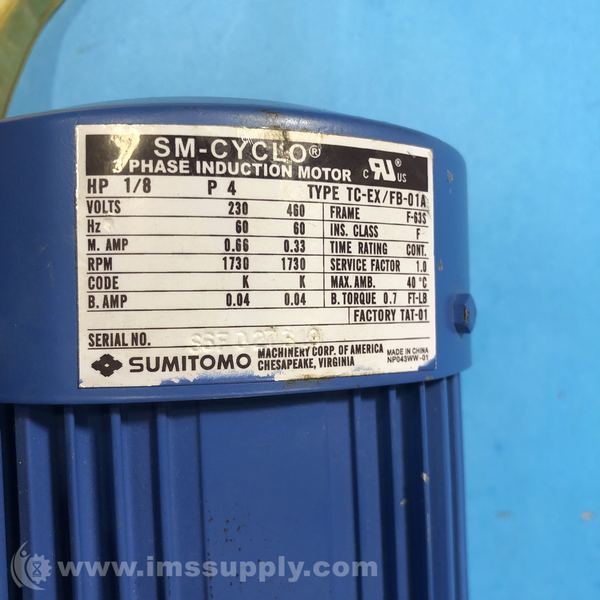 SM-CYCLO®
3 PHASE INDUCTION MOTOR
c RU® US
HP 1/8 P 4 TYPE TC-EX/FB-01A
VOLTS 230 460 FRAME F-63S
Hz 60 60 INS. CLASS F
M. AMP 0.66 0.33 TIME RATING CONT.
RPM 1730 1730 SERVICE FACTOR 1.0
CODE K K MAX. AMB. 40 °C
B. AMP 0.04 0.04 B. TORQUE 0.7 FT-LB
FACTORY TAT-01
SERIAL NO.
SUMITOMO MACHINERY CORP. OF AMERICA
CHESAPEAKE, VIRGINIA
MADE IN CHINA
NP043WW-01
www.imssupply.com